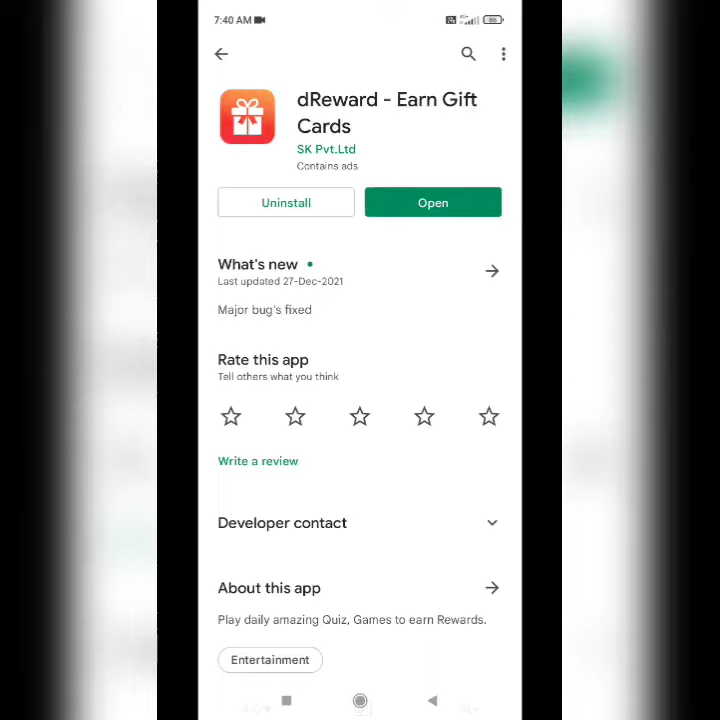 7:40 AM
dReward - Earn Gift
Cards
SK Pvt.Ltd
Contains ads
Uninstall
Open
What's new
Last updated 27-Dec-2021
Major bug's fixed
Rate this app
Tell others what you think
Write a review
Developer contact
About this app
Play daily amazing Quiz, Games to earn Rewards.
Entertainment